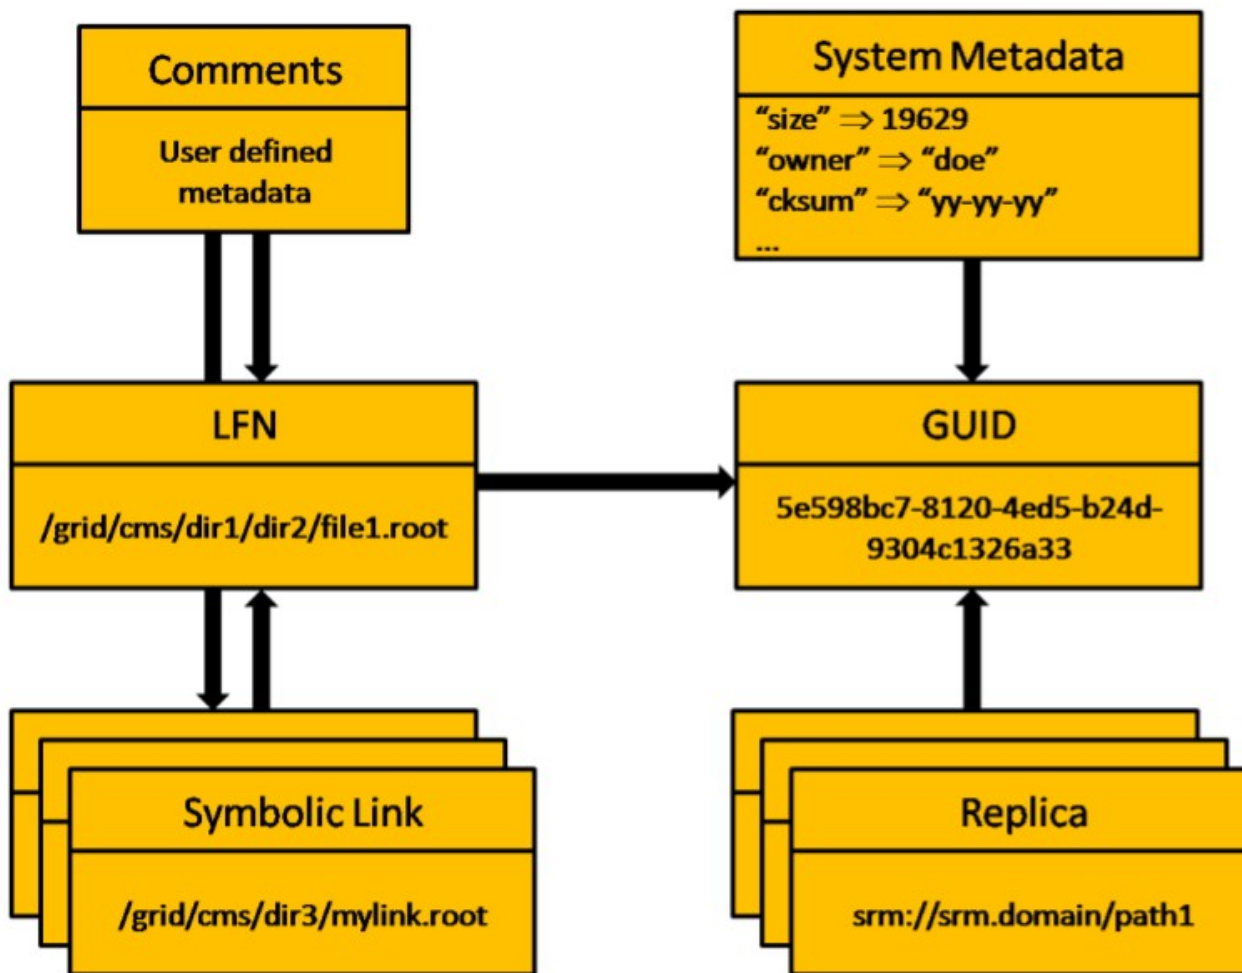 Comments
User defined
metadata
System Metadata
“size” ⇒ 19629
“owner” ⇒ “doe”
“cksum” ⇒ “yy-yy-yy”
...
LFN
/grid/cms/dir1/dir2/file1.root
GUID
5e598bc7-8120-4ed5-b24d-
9304c1326a33
Symbolic Link
/grid/cms/dir3/mylink.root
Replica
srm://srm.domain/path1